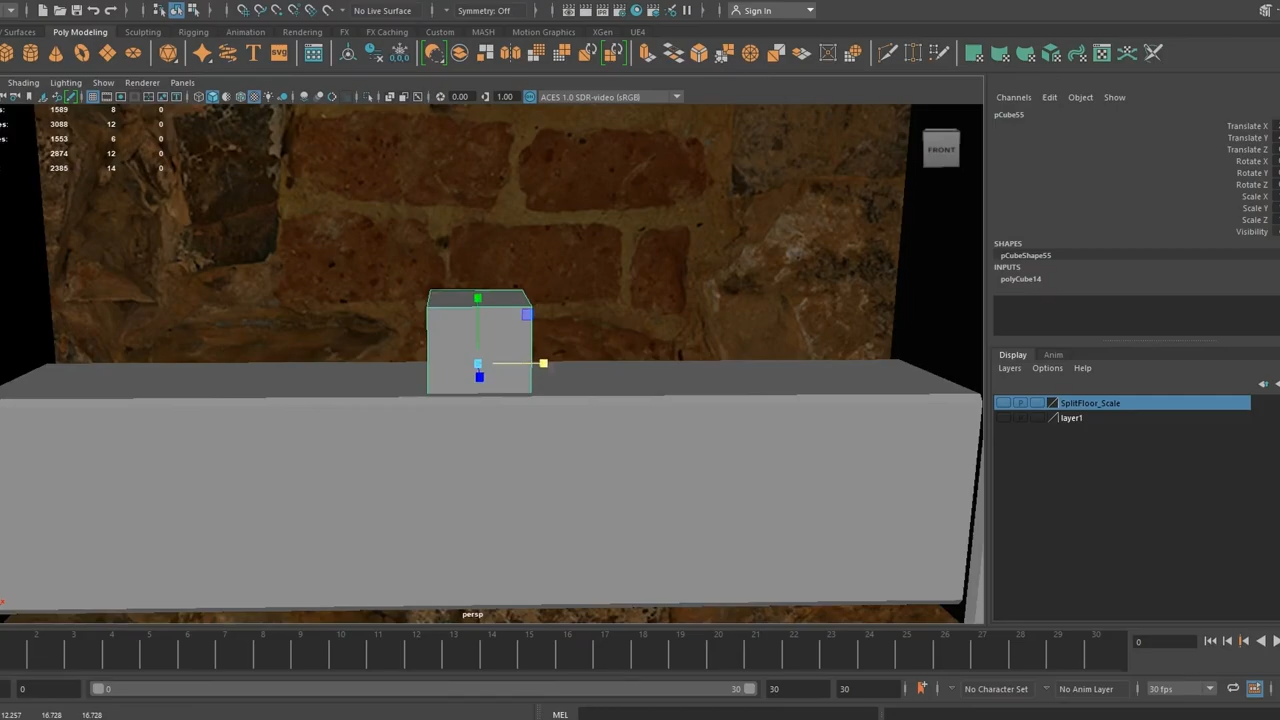 No Live Surface
Symmetry: Off
Sign In
Surfaces
Poly Modeling
Sculpting
Rigging
Animation
Rendering
FX
FX Caching
Custom
MASH
Motion Graphics
XGen
UE4
Shading
Lighting
Show
Renderer
Panels
0.00
1.00
ACES 1.0 SDR-video (sRGB)
1589 8 0
3088 12 0
1553 6 0
2874 12 0
2385 14 0
FRONT
persp
Channels
Edit
Object
Show
pCube55
Translate X
Translate Y
Translate Z
Rotate X
Rotate Y
Rotate Z
Scale X
Scale Y
Scale Z
Visibility
SHAPES
pCubeShape55
INPUTS
polyCube14
Display
Anim
Layers
Options
Help
P
SplitFloor_Scale
layer1
2 3 4 5 6 7 8 9 10 11 12 13 14 15 16 17 18 19 20 21 22 23 24 25 26 27 28 29 30
0
0
0
30
30
30
No Character Set
No Anim Layer
30 fps
12.257 16.728 16.728
MEL